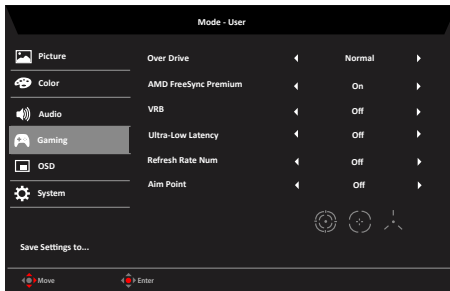 Mode - User
Picture
Color
Audio
Gaming
OSD
System
Save Settings to...
Over Drive Normal
AMD FreeSync Premium On
VRB Off
Ultra-Low Latency Off
Refresh Rate Num Off
Aim Point Off
Move Enter